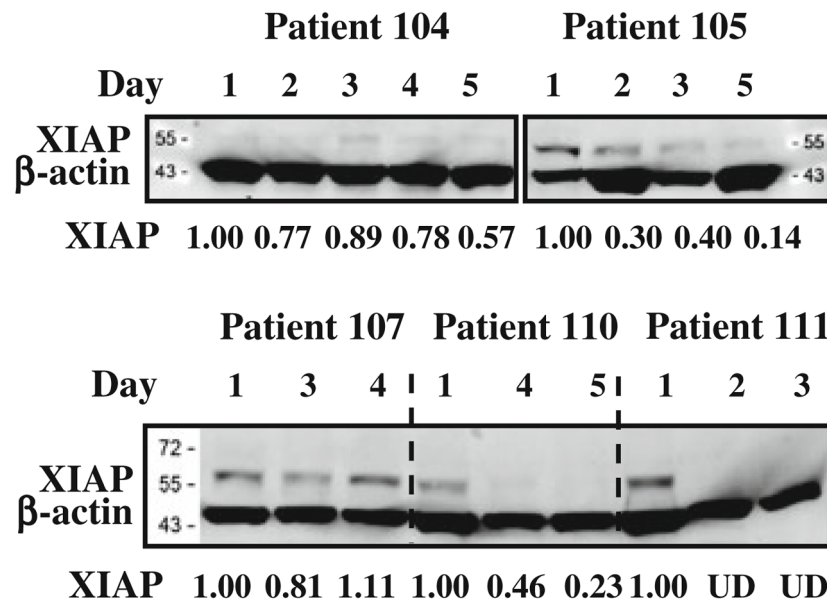 Patient 104 Patient 105
Day 1 2 3 4 5 1 2 3 5
XIAP 55 - - 55
β-actin 43 - - 43
XIAP 1.00 0.77 0.89 0.78 0.57 1.00 0.30 0.40 0.14
Patient 107 Patient 110 Patient 111
Day 1 3 4 1 4 5 1 2 3
72 -
XIAP 55 -
β-actin 43 -
XIAP 1.00 0.81 1.11 1.00 0.46 0.23 1.00 UD UD